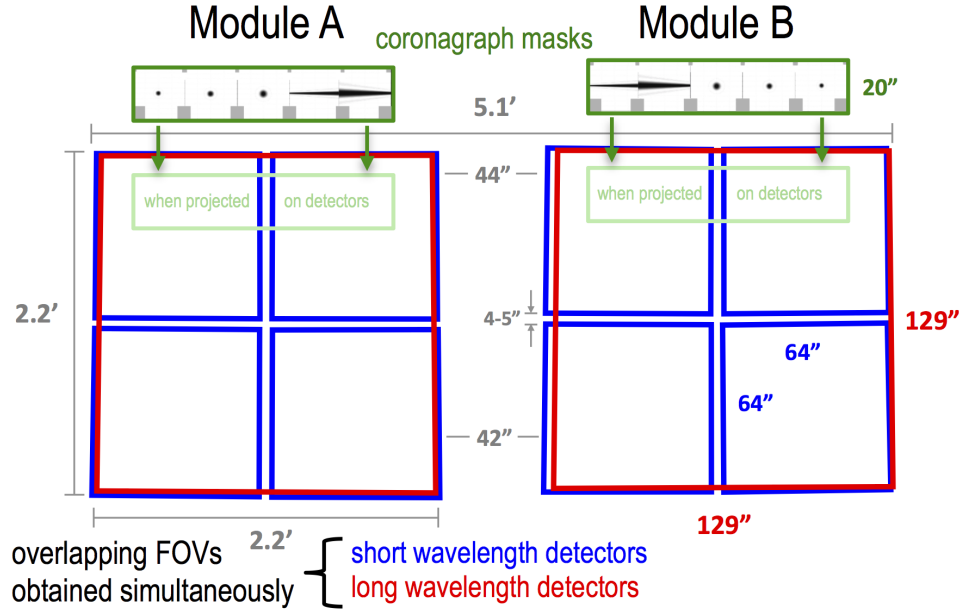 Module A
Module B
coronagraph masks
20”
5.1’
44”
when projected on detectors
when projected on detectors
2.2’
4-5”
129”
64”
64”
42”
129”
2.2’
overlapping FOVs
obtained simultaneously
short wavelength detectors
long wavelength detectors